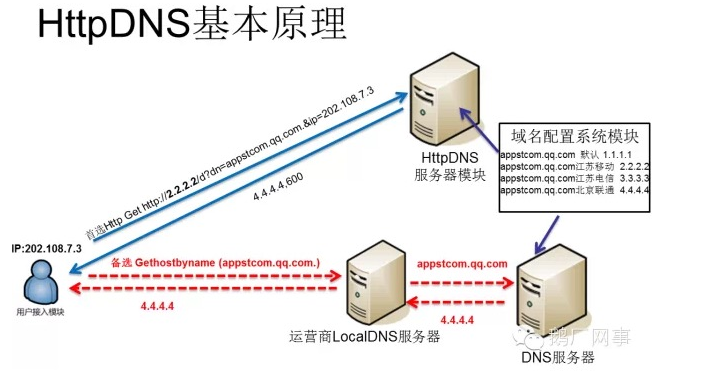 HttpDNS基本原理
首选Http Get http://2.2.2.2/d?dn=appstcom.qq.com.&ip=202.108.7.3
4.4.4.4,600
HttpDNS
服务器模块
域名配置系统模块
appstcom.qq.com 默认 1.1.1.1
appstcom.qq.com江苏移动 2.2.2.2
appstcom.qq.com江苏电信 3.3.3.3
appstcom.qq.com北京联通 4.4.4.4
IP:202.108.7.3
用户接入模块
备选 Gethostbyname (appstcom.qq.com.)
4.4.4.4
运营商LocalDNS服务器
appstcom.qq.com
4.4.4.4
DNS服务器
鹅厂网事